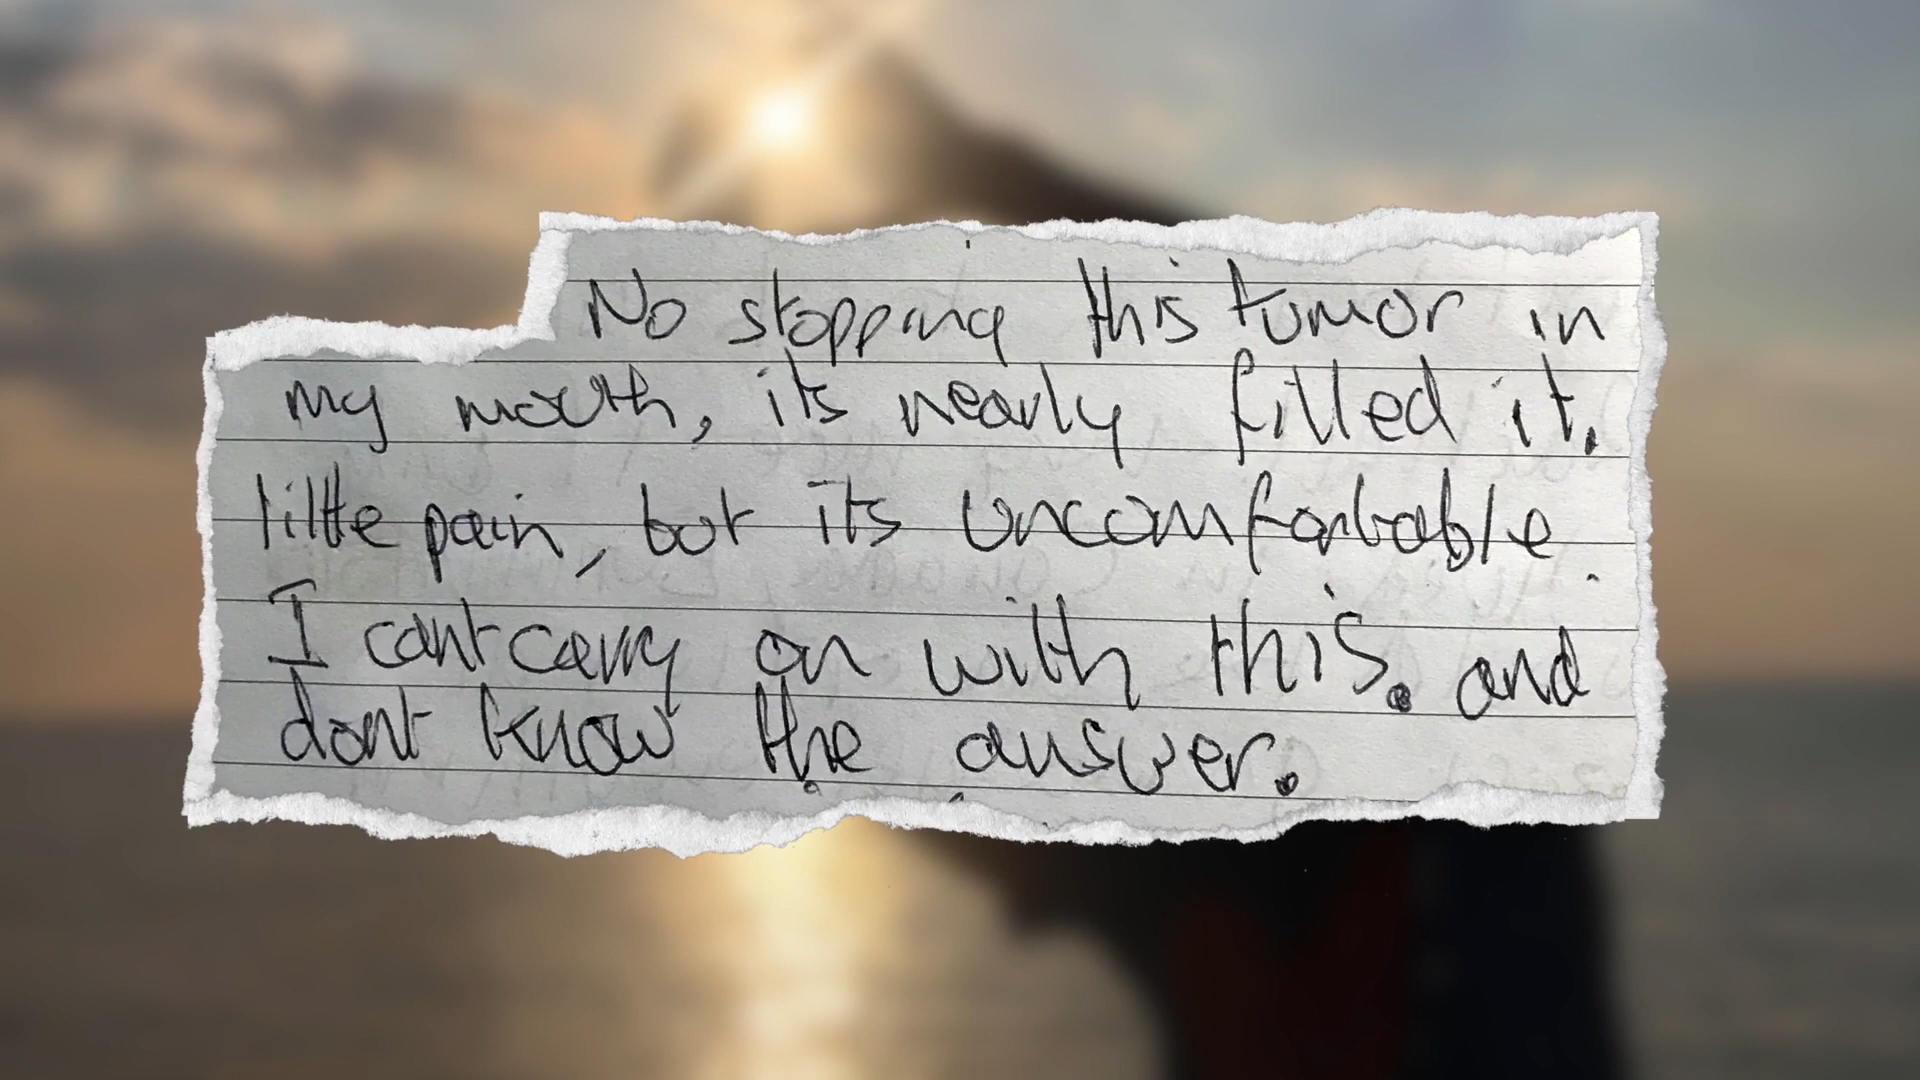 No stopping this tumor in
my mouth, its nearly filled it.
little pain, but its uncomfortable.
I cant carry on with this. and
dont know the answer.